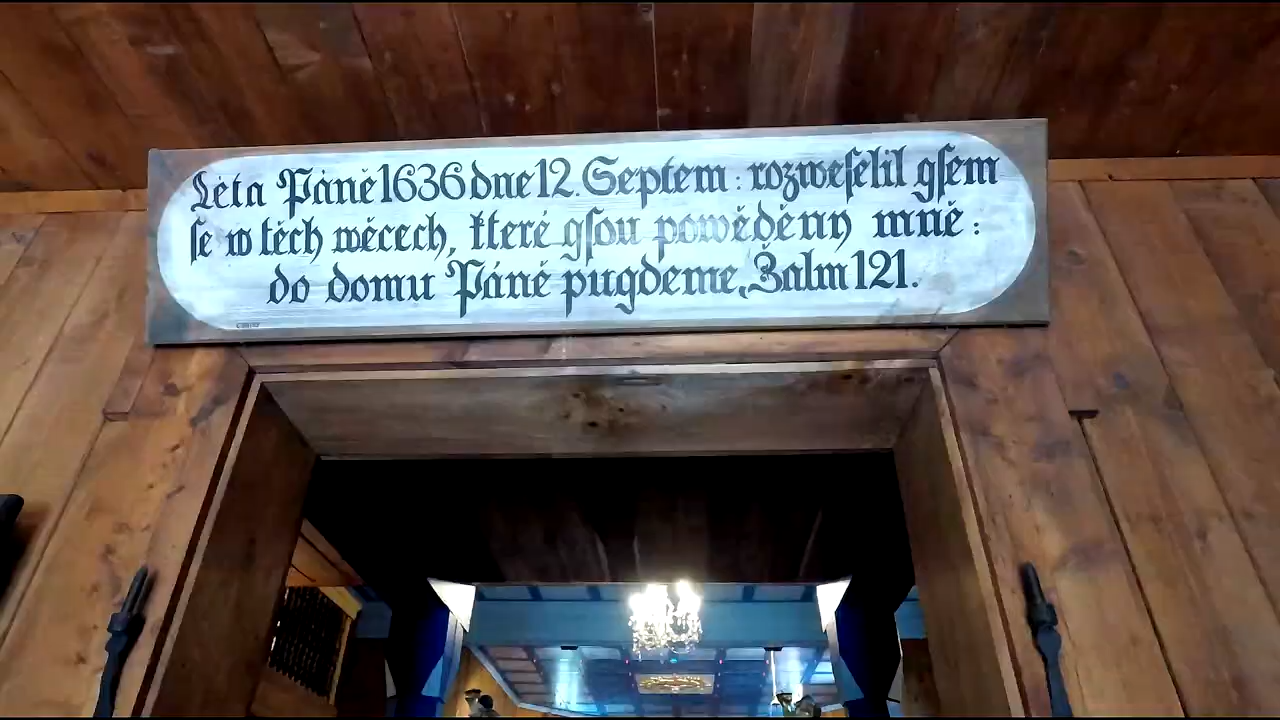 Léta Páně 1636 dne 12. Septem: rozweſelil gſem
ſe w těch wěcech, které gſou powěděny mně:
do domu Páně pugdeme, Žalm 121.